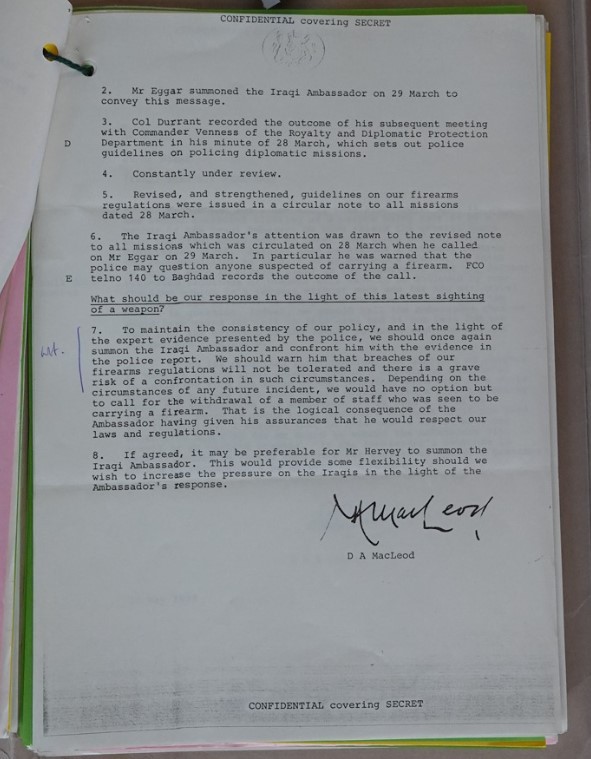 CONFIDENTIAL covering SECRET
2. Mr Eggar summoned the Iraqi Ambassador on 29 March to
convey this message.
3. Col Durrant recorded the outcome of his subsequent meeting
with Commander Venness of the Royalty and Diplomatic Protection
D Department in his minute of 28 March, which sets out police
guidelines on policing diplomatic missions.
4. Constantly under review.
5. Revised, and strengthened, guidelines on our firearms
regulations were issued in a circular note to all missions
dated 28 March.
6. The Iraqi Ambassador's attention was drawn to the revised note
to all missions which was circulated on 28 March when he called
on Mr Eggar on 29 March. In particular he was warned that the
police may question anyone suspected of carrying a firearm. FCO
E telno 140 to Baghdad records the outcome of the call.
What should be our response in the light of this latest sighting
of a weapon?
7. To maintain the consistency of our policy, and in the light of
the expert evidence presented by the police, we should once again
summon the Iraqi Ambassador and confront him with the evidence in
the police report. We should warn him that breaches of our
firearms regulations will not be tolerated and there is a grave
risk of a confrontation in such circumstances. Depending on the
circumstances of any future incident, we would have no option but
to call for the withdrawal of a member of staff who was seen to be
carrying a firearm. That is the logical consequence of the
Ambassador having given his assurances that he would respect our
laws and regulations.
8. If agreed, it may be preferable for Mr Hervey to summon the
Iraqi Ambassador. This would provide some flexibility should we
wish to increase the pressure on the Iraqis in the light of the
Ambassador's response.
D A MacLeod
CONFIDENTIAL covering SECRET